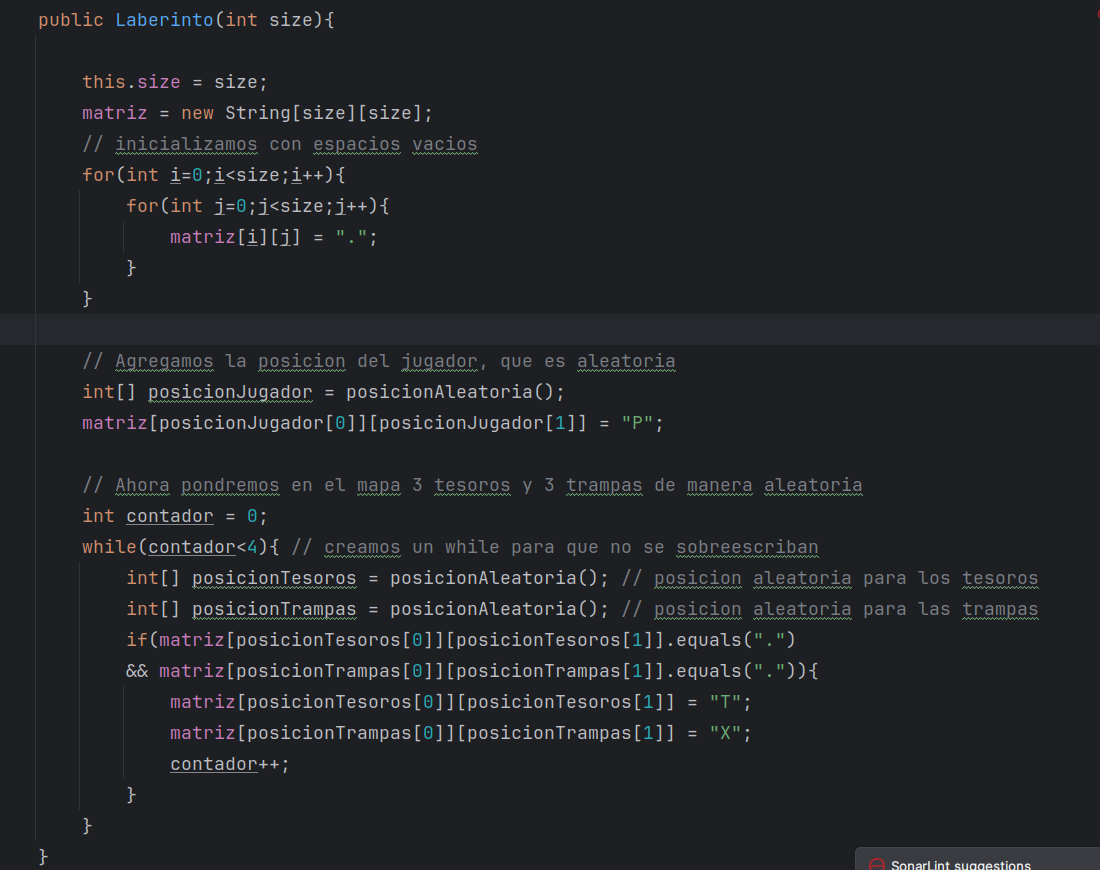 public Laberinto(int size){
this.size = size;
matriz = new String[size][size];
// inicializamos con espacios vacios
for(int i=0;i<size;i++){
for(int j=0;j<size;j++){
matriz[i][j] = ".";
}
}
// Agregamos la posicion del jugador, que es aleatoria
int[] posicionJugador = posicionAleatoria();
matriz[posicionJugador[0]][posicionJugador[1]] = "P";
// Ahora pondremos en el mapa 3 tesoros y 3 trampas de manera aleatoria
int contador = 0;
while(contador<4){ // creamos un while para que no se sobreescriban
int[] posicionTesoros = posicionAleatoria(); // posicion aleatoria para los tesoros
int[] posicionTrampas = posicionAleatoria(); // posicion aleatoria para las trampas
if(matriz[posicionTesoros[0]][posicionTesoros[1]].equals(".")
&& matriz[posicionTrampas[0]][posicionTrampas[1]].equals(".")){
matriz[posicionTesoros[0]][posicionTesoros[1]] = "T";
matriz[posicionTrampas[0]][posicionTrampas[1]] = "X";
contador++;
}
}
}
SonarLint suggestions